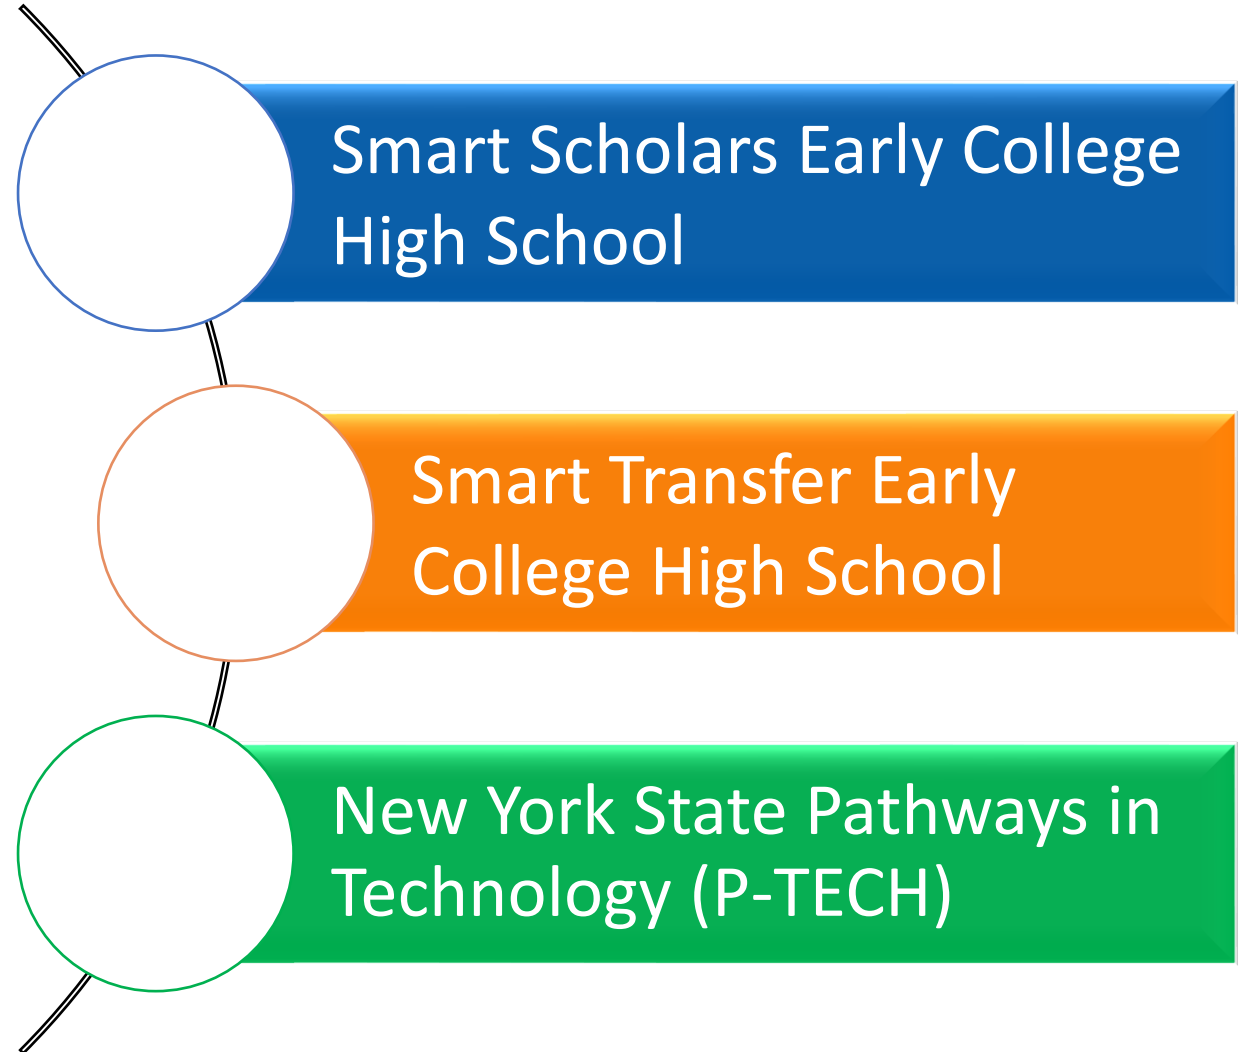 Smart Scholars Early College
High School
Smart Transfer Early
College High School
New York State Pathways in
Technology (P-TECH)